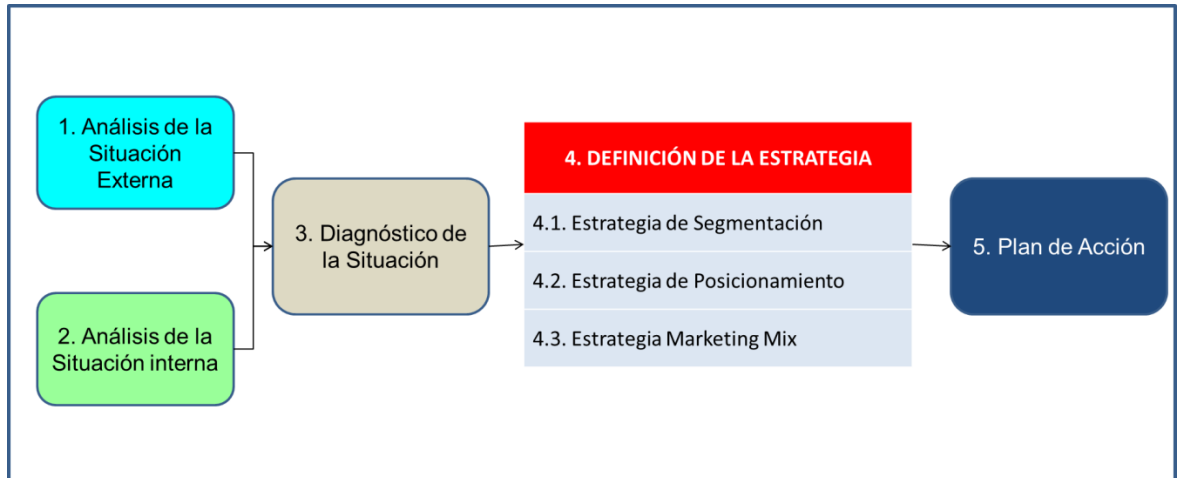 1. Análisis de la
Situación
Externa
2. Análisis de la
Situación interna
3. Diagnóstico de
la Situación
4. DEFINICIÓN DE LA ESTRATEGIA
4.1. Estrategia de Segmentación
4.2. Estrategia de Posicionamiento
4.3. Estrategia Marketing Mix
5. Plan de Acción